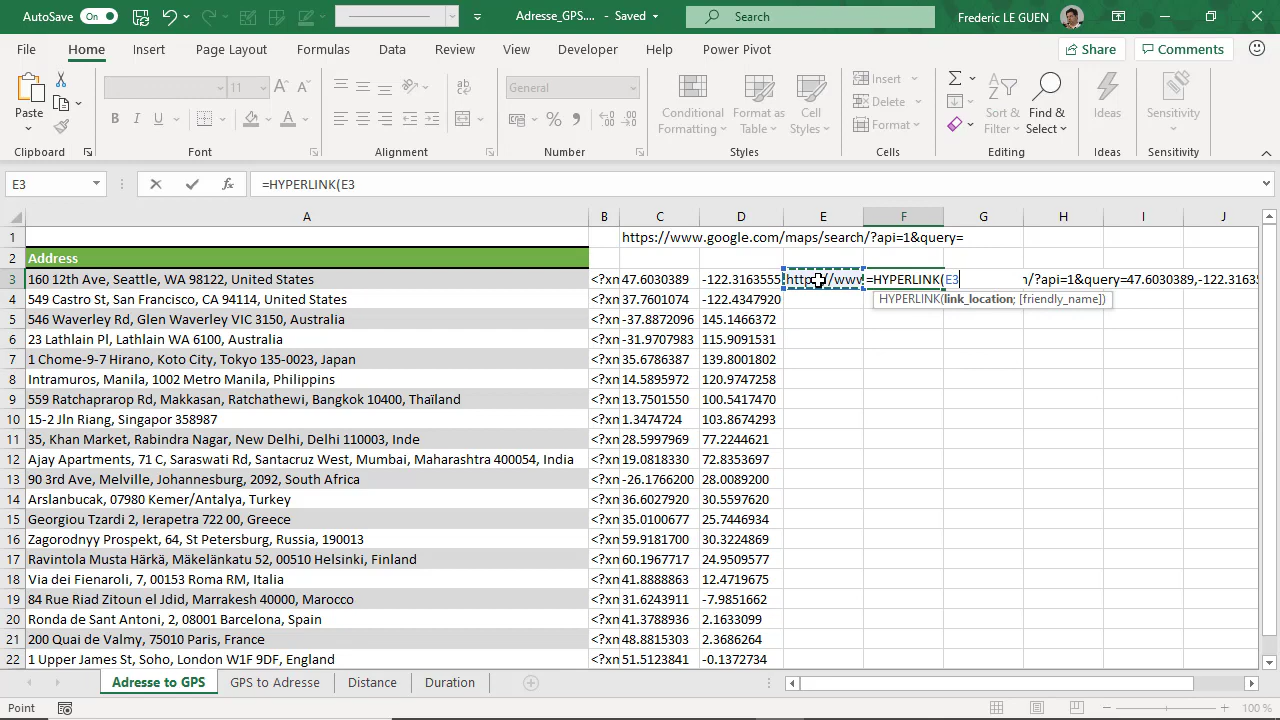 AutoSave On Adresse_GPS.... - Saved Search Frederic LE GUEN
File Home Insert Page Layout Formulas Data Review View Developer Help Power Pivot Share Comments
Paste
11
B I U A
General
Conditional Formatting
Format as Table
Cell Styles
Insert
Delete
Format
Sort & Filter
Find & Select
Ideas
Sensitivity
Clipboard Font Alignment Number Styles Cells Editing Ideas Sensitivity
E3 fx =HYPERLINK(E3
A B C D E F G H I J
1 https://www.google.com/maps/search/?api=1&query=
2 Address
3 160 12th Ave, Seattle, WA 98122, United States <?xn 47.6030389 -122.3163555 http://www =HYPERLINK(E3 n/?api=1&query=47.6030389,-122.3163
HYPERLINK(link_location; [friendly_name])
4 549 Castro St, San Francisco, CA 94114, United States <?xn 37.7601074 -122.4347920
5 546 Waverley Rd, Glen Waverley VIC 3150, Australia <?xn -37.8872096 145.1466372
6 23 Lathlain Pl, Lathlain WA 6100, Australia <?xn -31.9707983 115.9091531
7 1 Chome-9-7 Hirano, Koto City, Tokyo 135-0023, Japan <?xn 35.6786387 139.8001802
8 Intramuros, Manila, 1002 Metro Manila, Philippins <?xn 14.5895972 120.9747258
9 559 Ratchaprarop Rd, Makkasan, Ratchathewi, Bangkok 10400, Thaïland <?xn 13.7501550 100.5417470
10 15-2 Jln Riang, Singapor 358987 <?xn 1.3474724 103.8674293
11 35, Khan Market, Rabindra Nagar, New Delhi, Delhi 110003, Inde <?xn 28.5997969 77.2244621
12 Ajay Apartments, 71 C, Saraswati Rd, Santacruz West, Mumbai, Maharashtra 400054, India <?xn 19.0818330 72.8353697
13 90 3rd Ave, Melville, Johannesburg, 2092, South Africa <?xn -26.1766200 28.0089200
14 Arslanbucak, 07980 Kemer/Antalya, Turkey <?xn 36.6027920 30.5597620
15 Georgiou Tzardi 2, Ierapetra 722 00, Greece <?xn 35.0100677 25.7446934
16 Zagorodnyy Prospekt, 64, St Petersburg, Russia, 190013 <?xn 59.9181700 30.3224869
17 Ravintola Musta Härkä, Mäkelänkatu 52, 00510 Helsinki, Finland <?xn 60.1967717 24.9509577
18 Via dei Fienaroli, 7, 00153 Roma RM, Italia <?xn 41.8888863 12.4719675
19 84 Rue Riad Zitoun el Jdid, Marrakech 40000, Marocco <?xn 31.6243911 -7.9851662
20 Ronda de Sant Antoni, 2, 08001 Barcelona, Spain <?xn 41.3788936 2.1633099
21 200 Quai de Valmy, 75010 Paris, France <?xn 48.8815303 2.3686264
22 1 Upper James St, Soho, London W1F 9DF, England <?xn 51.5123841 -0.1372734
Adresse to GPS GPS to Adresse Distance Duration
100 %